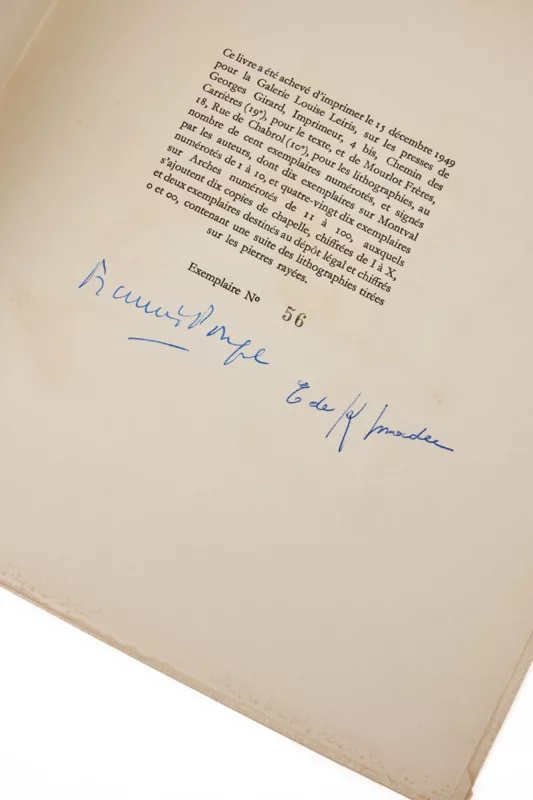 Ce livre a été achevé d'imprimer le 15 décembre 1949
pour la Galerie Louise Leiris, sur les presses de
Georges Girard, Imprimeur, 4 bis, Chemin des
Carrières (19e), pour le texte, et de Mourlot Frères,
18, Rue de Chabrol (10e), pour les lithographies, au
nombre de cent exemplaires numérotés, et signés
par les auteurs, dont dix exemplaires sur Montval
numérotés de 1 à 10, et quatre-vingt dix exemplaires
sur Arches numérotés de 11 à 100, auxquels
s'ajoutent dix copies de chapelle, chiffrées de I à X,
et deux exemplaires destinés au dépôt légal et chiffrés
0 et 00, contenant une suite des lithographies tirées
sur les pierres rayées.
Exemplaire No 56
Francis Ponge
E de Kermadec